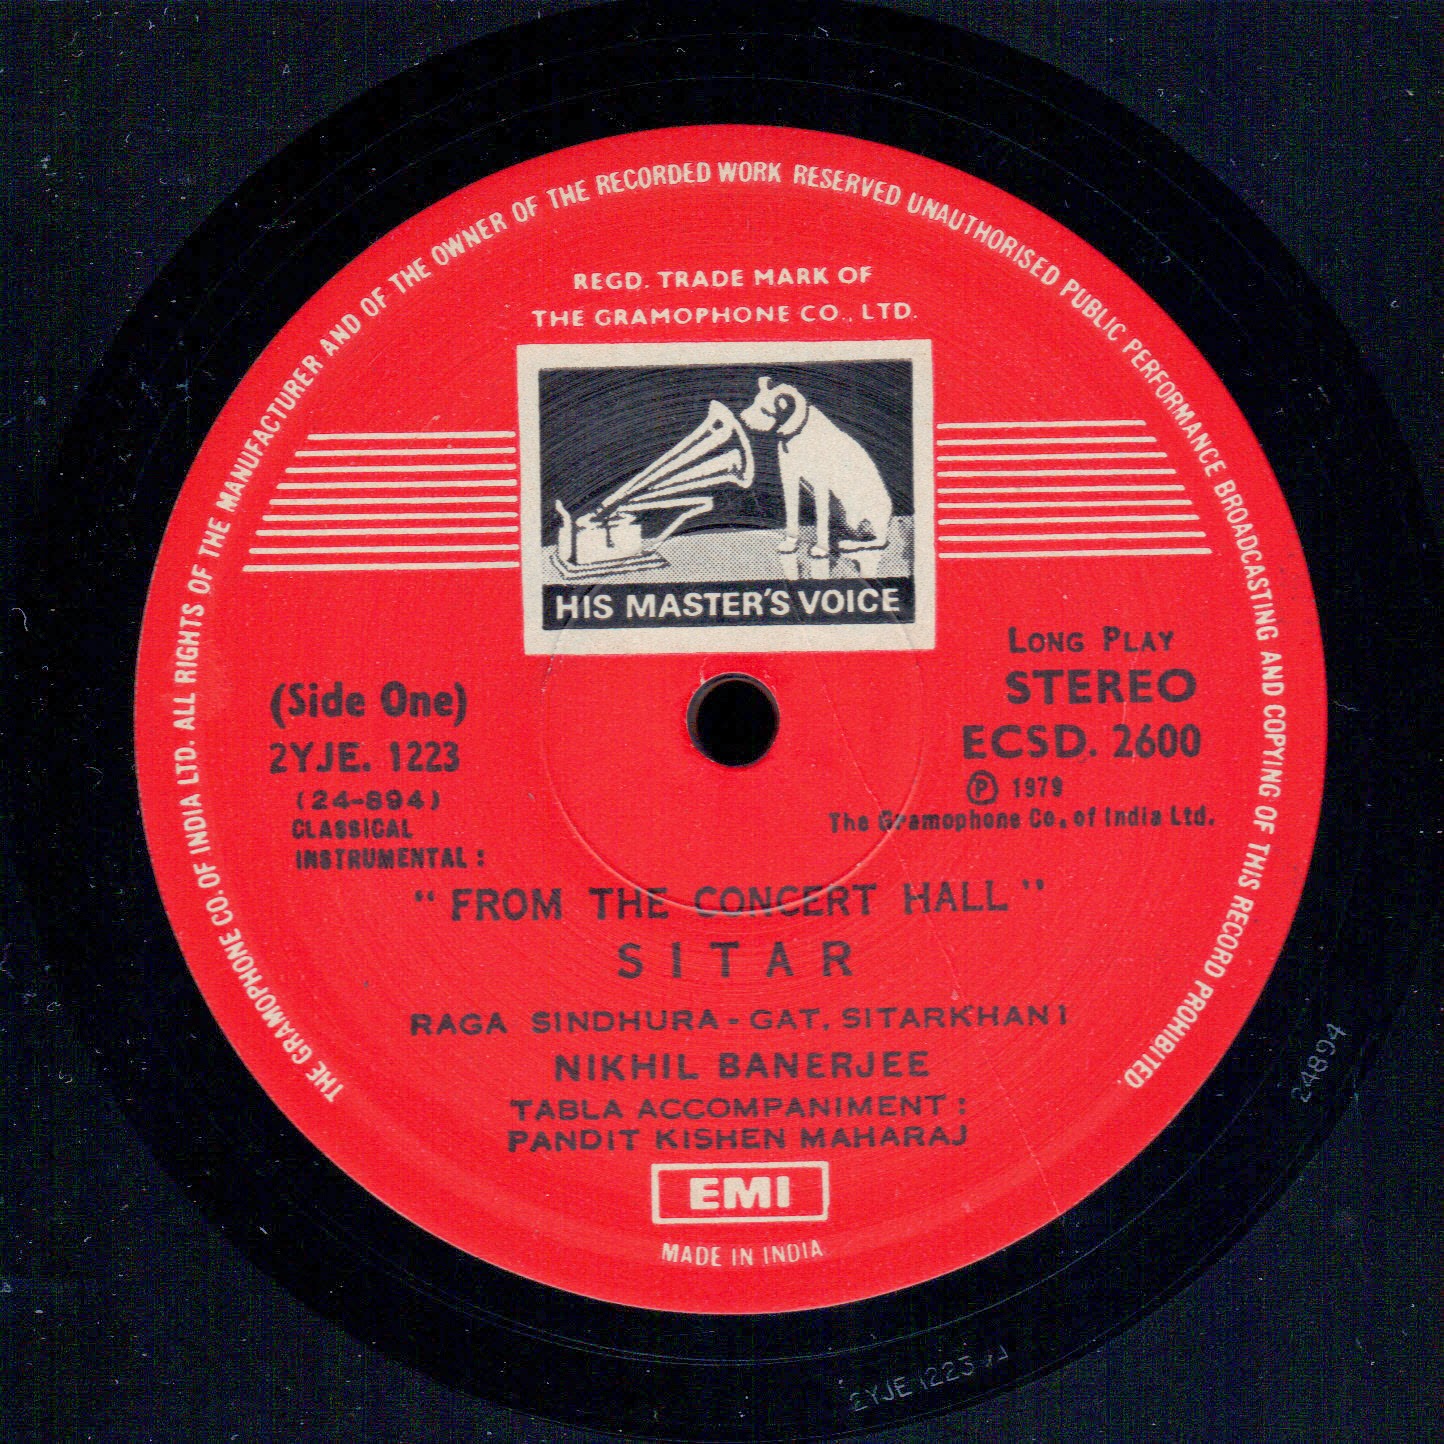 THE GRAMOPHONE CO. OF INDIA LTD. ALL RIGHTS OF THE MANUFACTURER AND OF THE OWNER OF THE RECORDED WORK RESERVED UNAUTHORISED PUBLIC PERFORMANCE BROADCASTING AND COPYING OF THIS RECORD PROHIBITED.
REGD. TRADE MARK OF
THE GRAMOPHONE CO., LTD.
HIS MASTER'S VOICE
(Side One)
2YJE. 1223
(24-894)
CLASSICAL
INSTRUMENTAL :
LONG PLAY
STEREO
ECSD. 2600
Ⓟ 1979
The Gramophone Co. of India Ltd.
“FROM THE CONCERT HALL”
SITAR
RAGA SINDHURA - GAT, SITARKHANI
NIKHIL BANERJEE
TABLA ACCOMPANIMENT :
PANDIT KISHEN MAHARAJ
EMI
MADE IN INDIA
24894
2YJE 1223